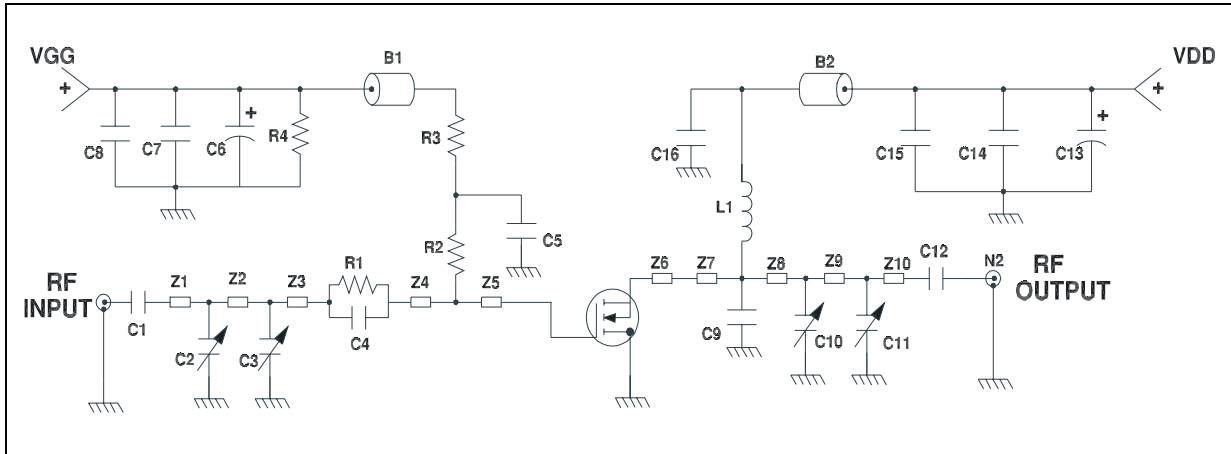 VGG
B1
B2
VDD
+
+
+
+
C8
C7
C6
R4
R3
C16
C15
C14
C13
L1
R2
C5
RF
INPUT
Z1
Z2
Z3
R1
Z4
Z5
Z6
Z7
Z8
Z9
Z10
C12
N2
RF
OUTPUT
C1
C2
C3
C4
C9
C10
C11